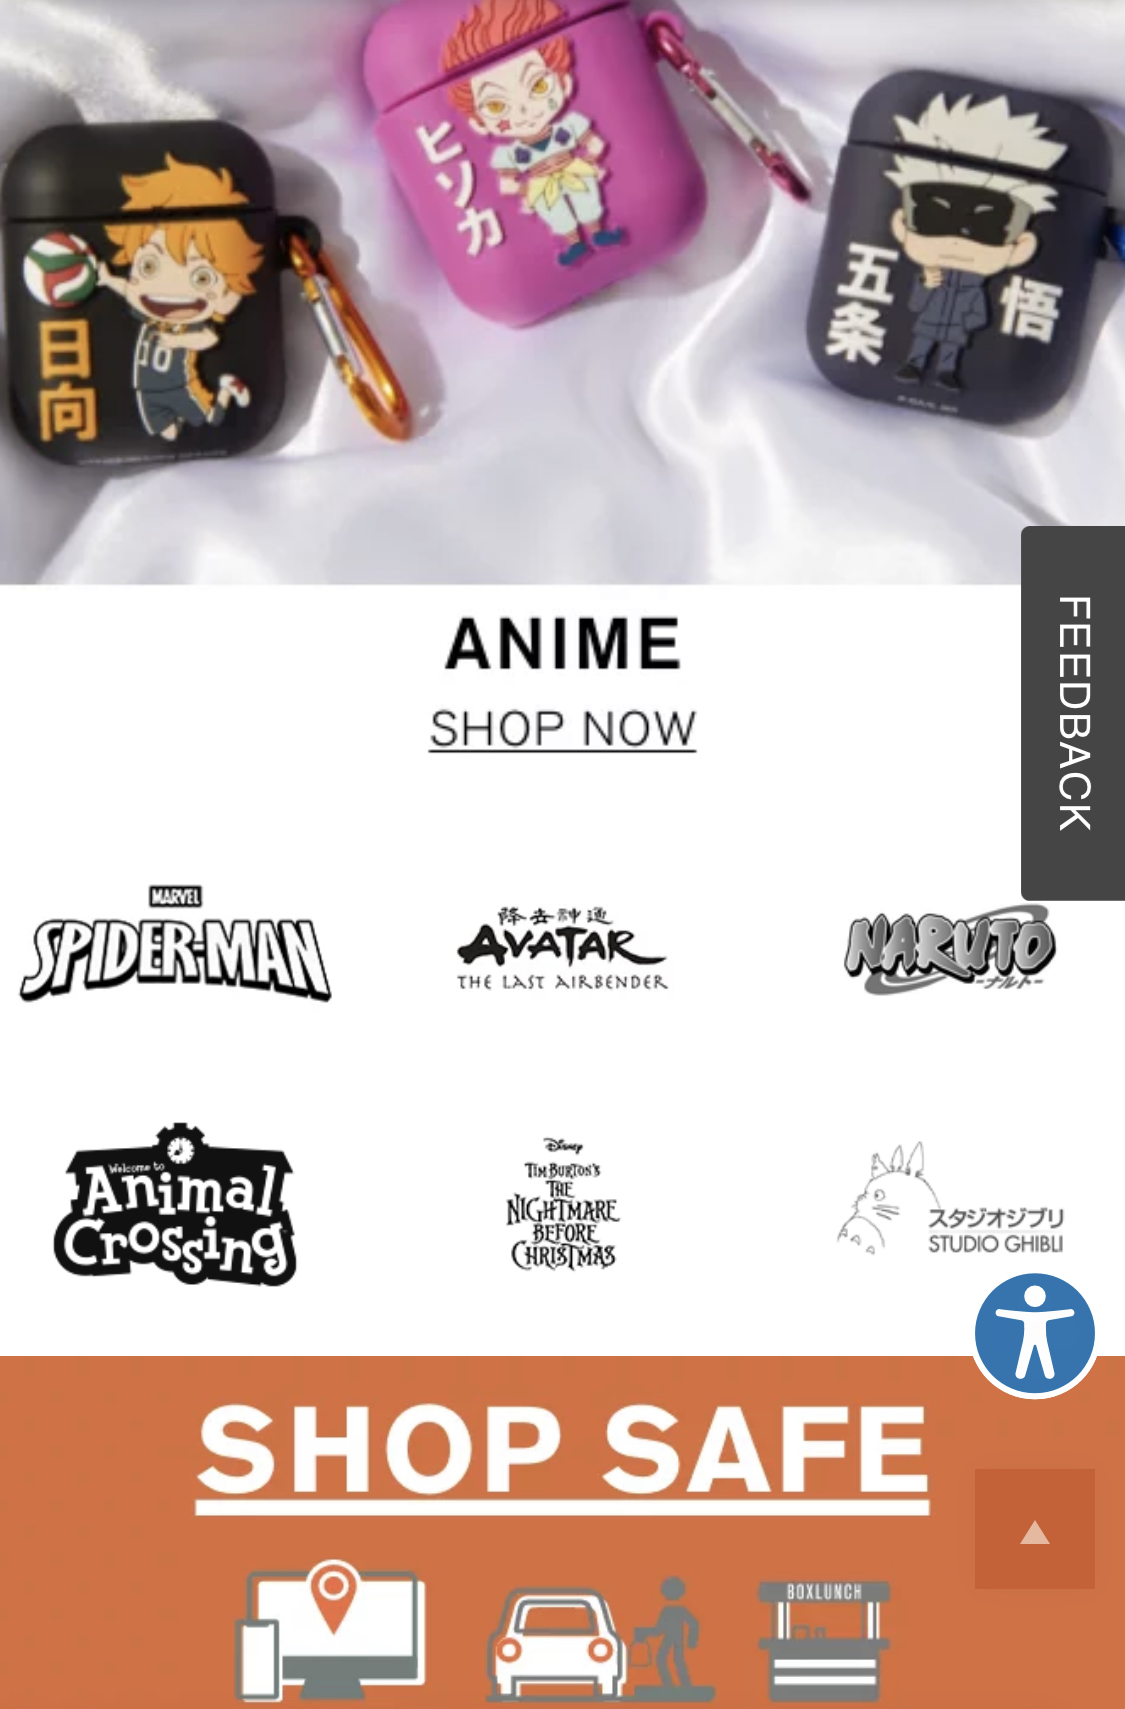 ヒソカ
日向
10
五条
悟
ANIME
SHOP NOW
FEEDBACK
MARVEL
SPIDER-MAN
降去神通
AVATAR
THE LAST AIRBENDER
NARUTO
-ナルト-
Welcome to
Animal
Crossing
Disney
TIM BURTON'S
THE
NIGHTMARE
BEFORE
CHRISTMAS
スタジオジブリ
STUDIO GHIBLI
SHOP SAFE
BOXLUNCH